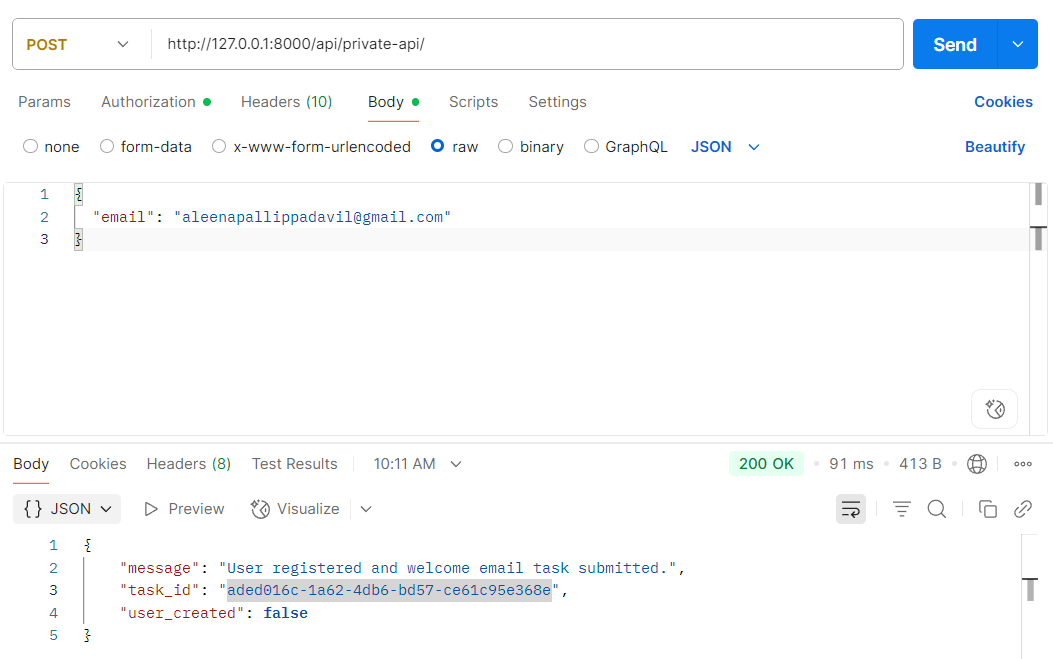 POST http://127.0.0.1:8000/api/private-api/ Send
Params Authorization Headers (10) Body Scripts Settings Cookies
none form-data x-www-form-urlencoded raw binary GraphQL JSON Beautify
1 {
2 "email": "aleenapallippadavil@gmail.com"
3 }
Body Cookies Headers (8) Test Results 10:11 AM 200 OK 91 ms 413 B
{} JSON Preview Visualize
1 {
2 "message": "User registered and welcome email task submitted.",
3 "task_id": "aded016c-1a62-4db6-bd57-ce61c95e368e",
4 "user_created": false
5 }